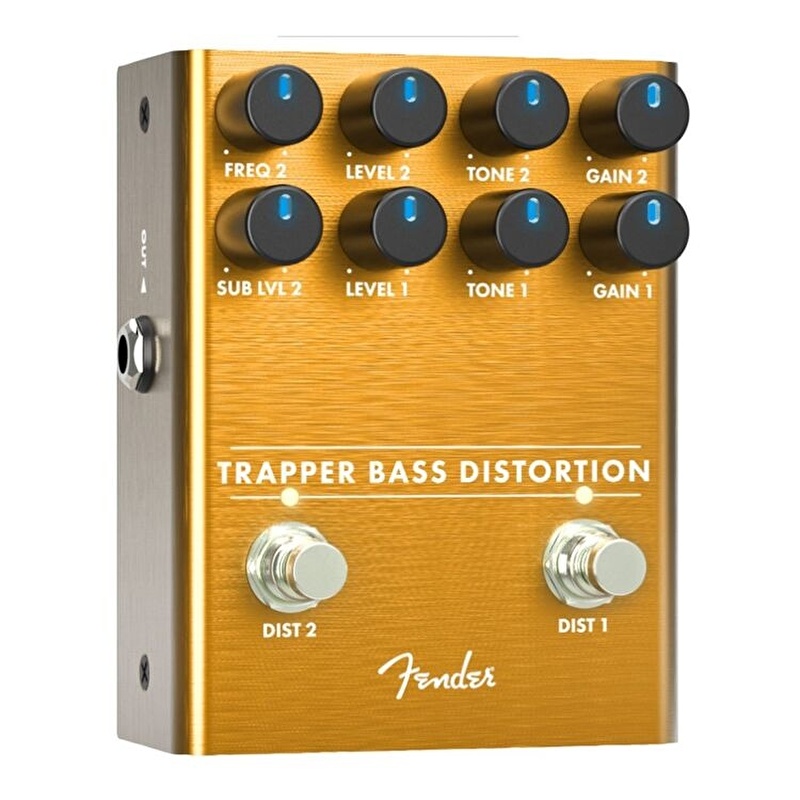 FREQ 2 LEVEL 2 TONE 2 GAIN 2
SUB LVL 2 LEVEL 1 TONE 1 GAIN 1
OUT
TRAPPER BASS DISTORTION
DIST 2 DIST 1
Fender